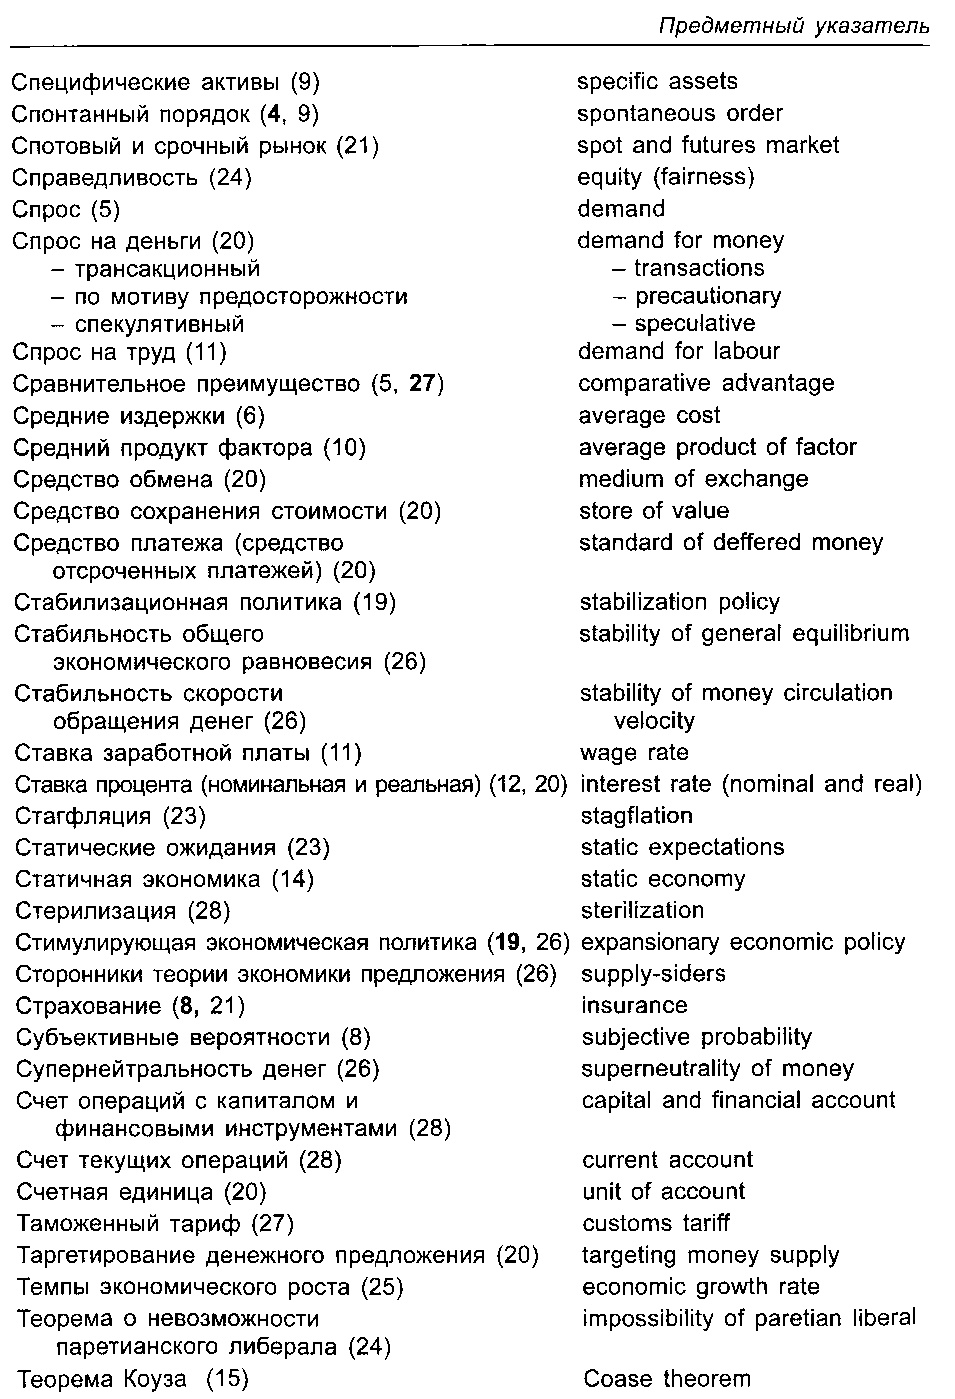 Предметный указатель
Специфические активы (9) specific assets
Спонтанный порядок (4, 9) spontaneous order
Спотовый и срочный рынок (21) spot and futures market
Справедливость (24) equity (fairness)
Спрос (5) demand
Спрос на деньги (20) demand for money
– трансакционный – transactions
– по мотиву предосторожности – precautionary
– спекулятивный – speculative
Спрос на труд (11) demand for labour
Сравнительное преимущество (5, 27) comparative advantage
Средние издержки (6) average cost
Средний продукт фактора (10) average product of factor
Средство обмена (20) medium of exchange
Средство сохранения стоимости (20) store of value
Средство платежа (средство standard of deffered money
отсроченных платежей) (20)
Стабилизационная политика (19) stabilization policy
Стабильность общего stability of general equilibrium
экономического равновесия (26)
Стабильность скорости stability of money circulation
обращения денег (26) velocity
Ставка заработной платы (11) wage rate
Ставка процента (номинальная и реальная) (12, 20) interest rate (nominal and real)
Стагфляция (23) stagflation
Статические ожидания (23) static expectations
Статичная экономика (14) static economy
Стерилизация (28) sterilization
Стимулирующая экономическая политика (19, 26) expansionary economic policy
Сторонники теории экономики предложения (26) supply-siders
Страхование (8, 21) insurance
Субъективные вероятности (8) subjective probability
Супернейтральность денег (26) superneutrality of money
Счет операций с капиталом и capital and financial account
финансовыми инструментами (28)
Счет текущих операций (28) current account
Счетная единица (20) unit of account
Таможенный тариф (27) customs tariff
Таргетирование денежного предложения (20) targeting money supply
Темпы экономического роста (25) economic growth rate
Теорема о невозможности impossibility of paretian liberal
паретианского либерала (24)
Теорема Коуза (15) Coase theorem